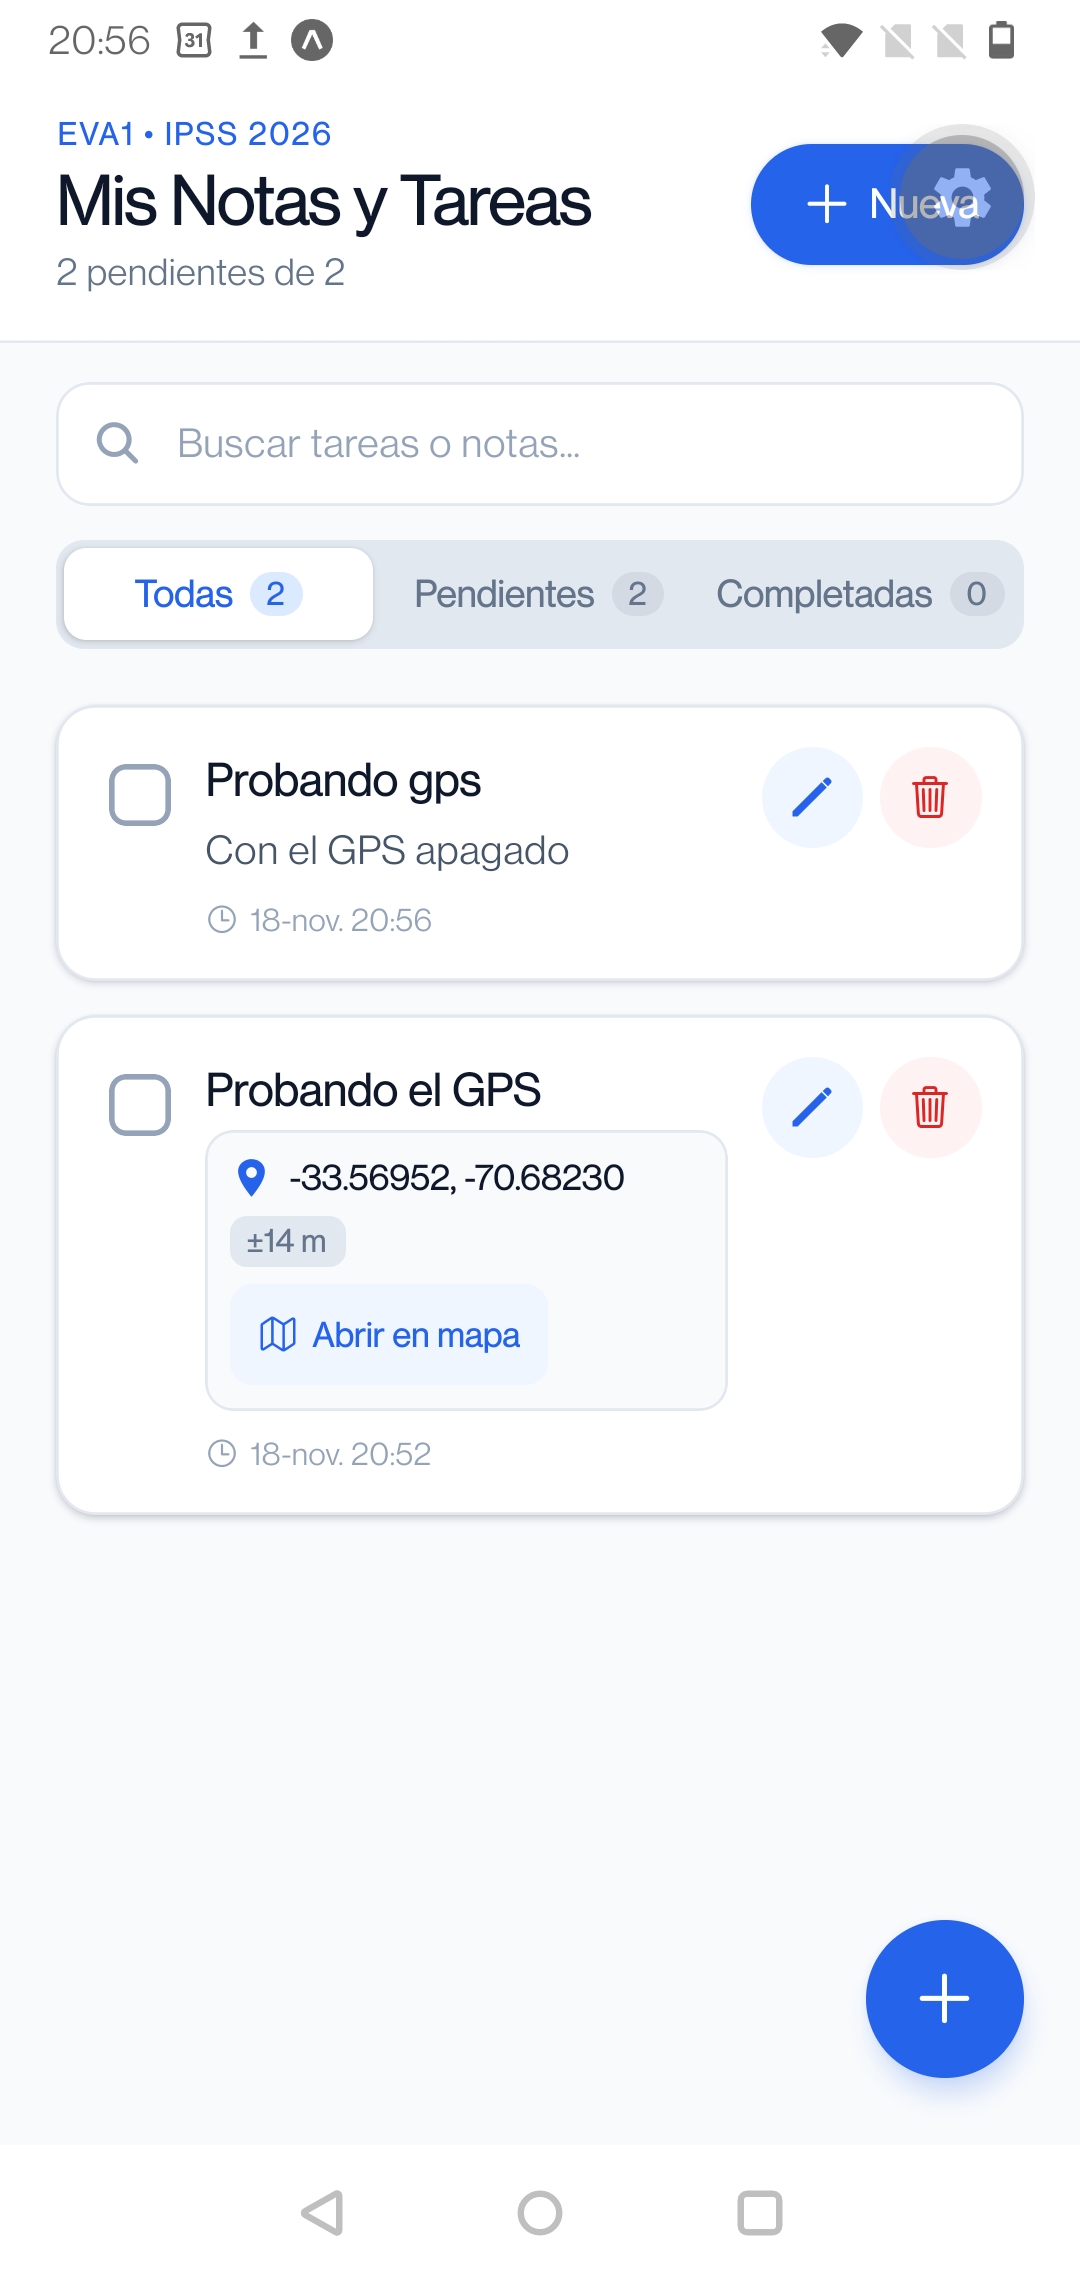 20:56
31
EVA1 • IPSS 2026
Mis Notas y Tareas
2 pendientes de 2
Nueva
Buscar tareas o notas...
Todas 2
Pendientes 2
Completadas 0
Probando gps
Con el GPS apagado
18-nov. 20:56
Probando el GPS
-33.56952, -70.68230
±14 m
Abrir en mapa
18-nov. 20:52